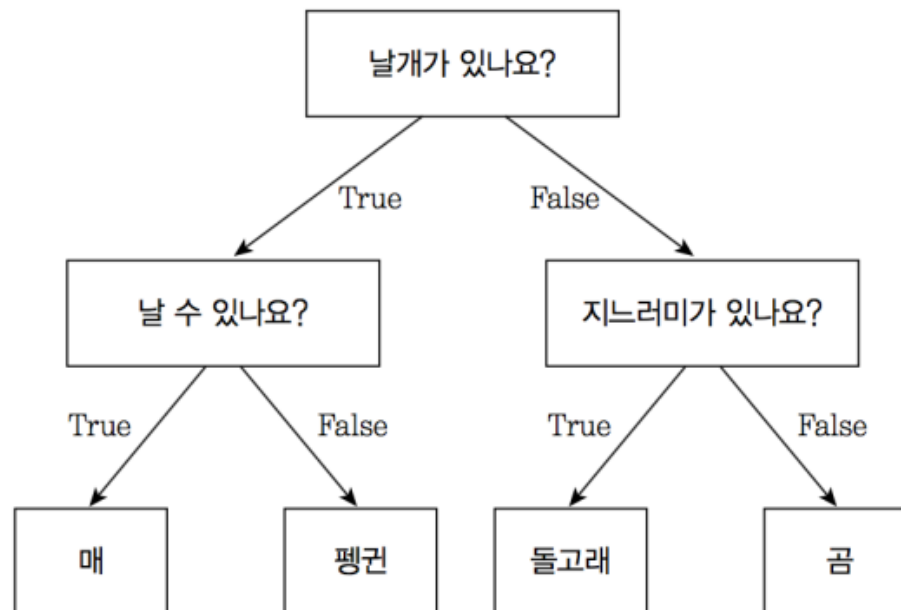 날개가 있나요?
True
False
날 수 있나요?
지느러미가 있나요?
True
False
True
False
매
펭귄
돌고래
곰